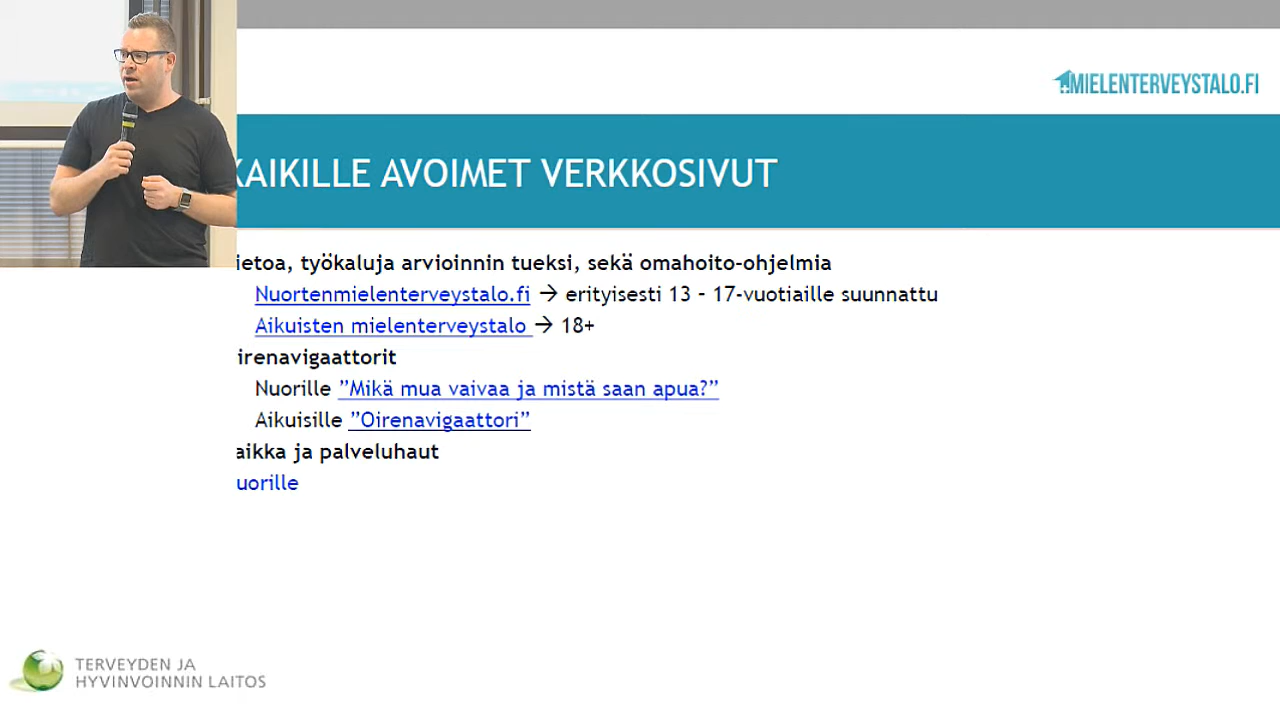 MIELENTERVEYSTALO.FI
KAIKILLE AVOIMET VERKKOSIVUT
ietoa, työkaluja arvioinnin tueksi, sekä omahoito-ohjelmia
Nuortenmielenterveystalo.fi → erityisesti 13 – 17-vuotiaille suunnattu
Aikuisten mielenterveystalo → 18+
irenavigaattorit
Nuorille ”Mikä mua vaivaa ja mistä saan apua?”
Aikuisille ”Oirenavigaattori”
aikka ja palveluhaut
uorille
TERVEYDEN JA
HYVINVOINNIN LAITOS